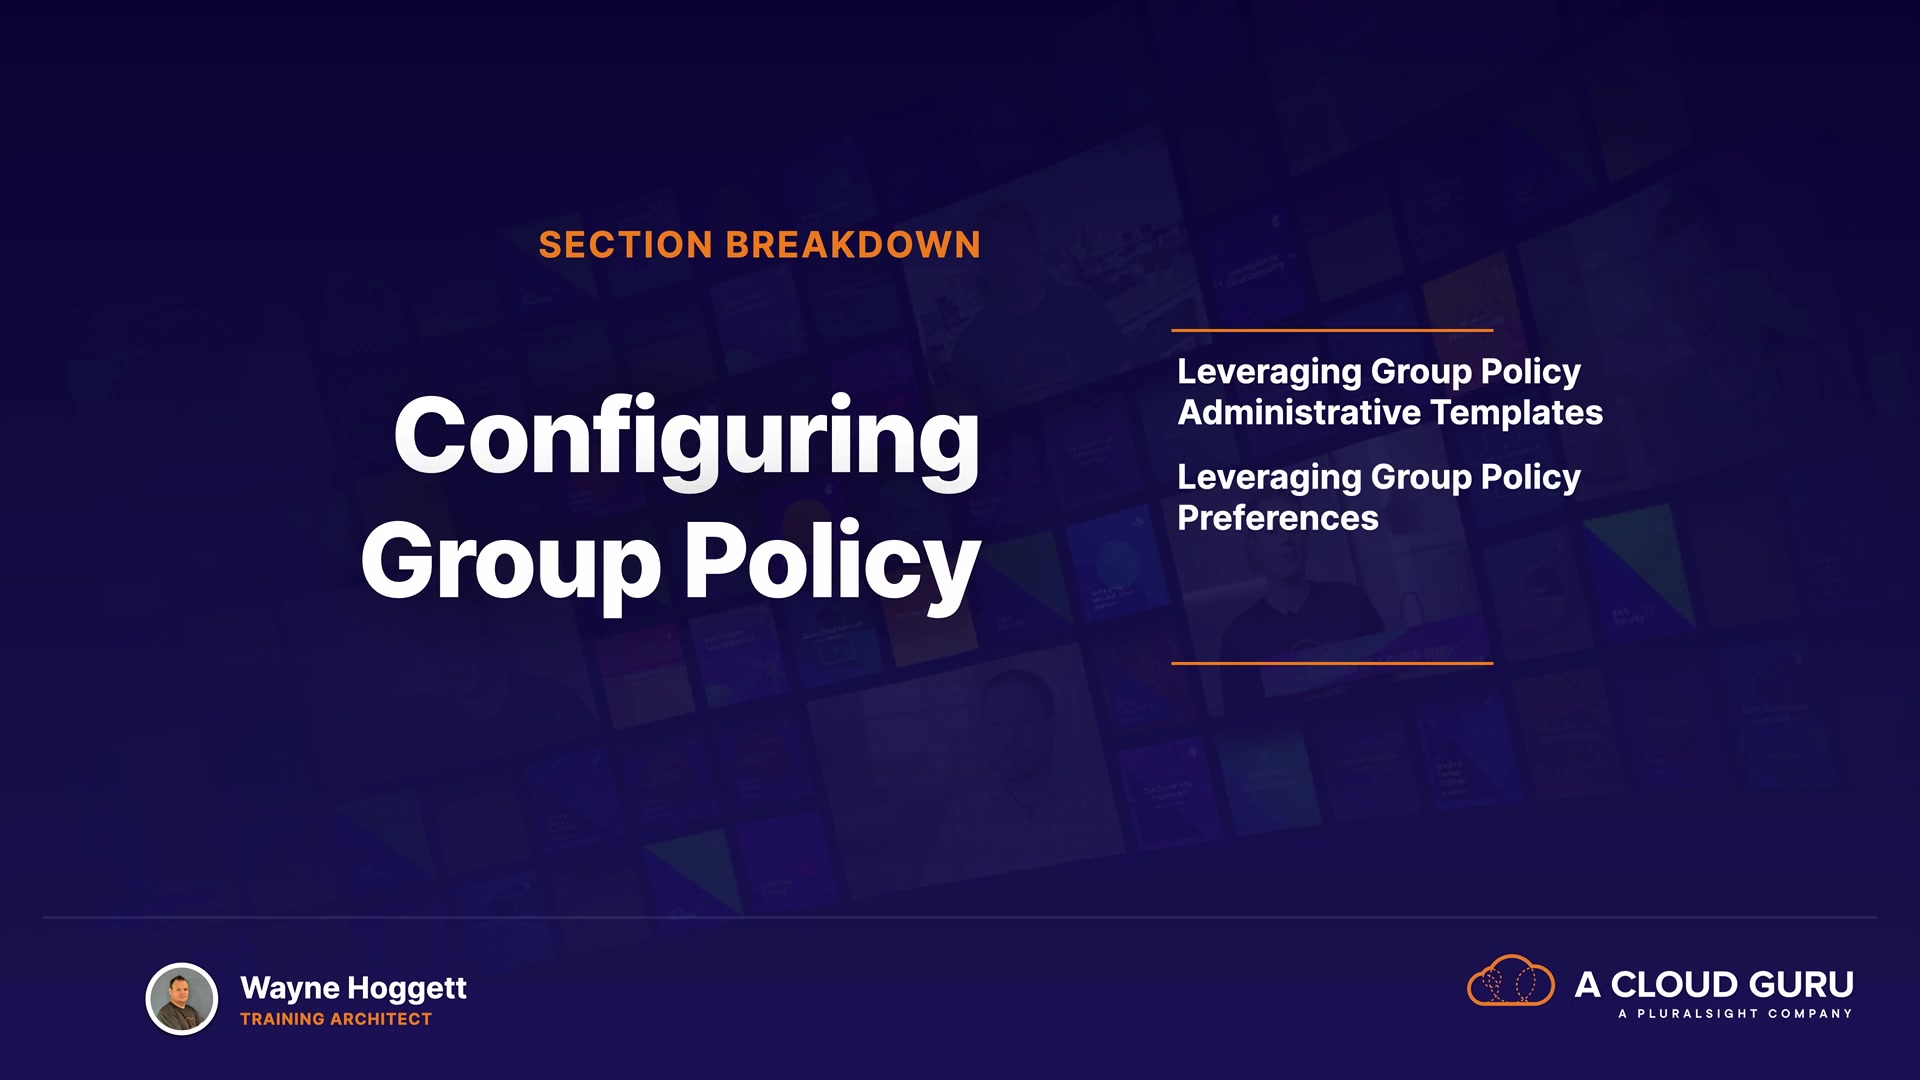 SECTION BREAKDOWN
Configuring
Group Policy
Leveraging Group Policy
Administrative Templates
Leveraging Group Policy
Preferences
Wayne Hoggett
TRAINING ARCHITECT
A CLOUD GURU
A PLURALSIGHT COMPANY